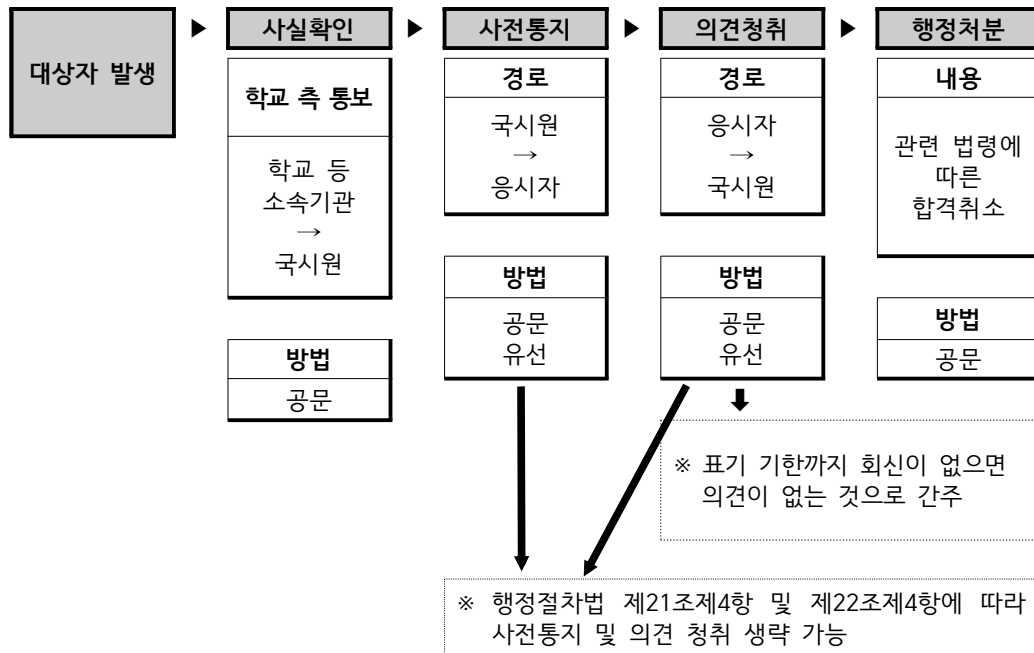 대상자 발생
▶
사실확인
▶
사전통지
▶
의견청취
▶
행정처분
학교 측 통보
학교 등
소속기관
→
국시원
방법
공문
경로
국시원
→
응시자
방법
공문
유선
경로
응시자
→
국시원
방법
공문
유선
내용
관련 법령에
따른
합격취소
방법
공문
※ 표기 기한까지 회신이 없으면
의견이 없는 것으로 간주
※ 행정절차법 제21조제4항 및 제22조제4항에 따라
사전통지 및 의견 청취 생략 가능